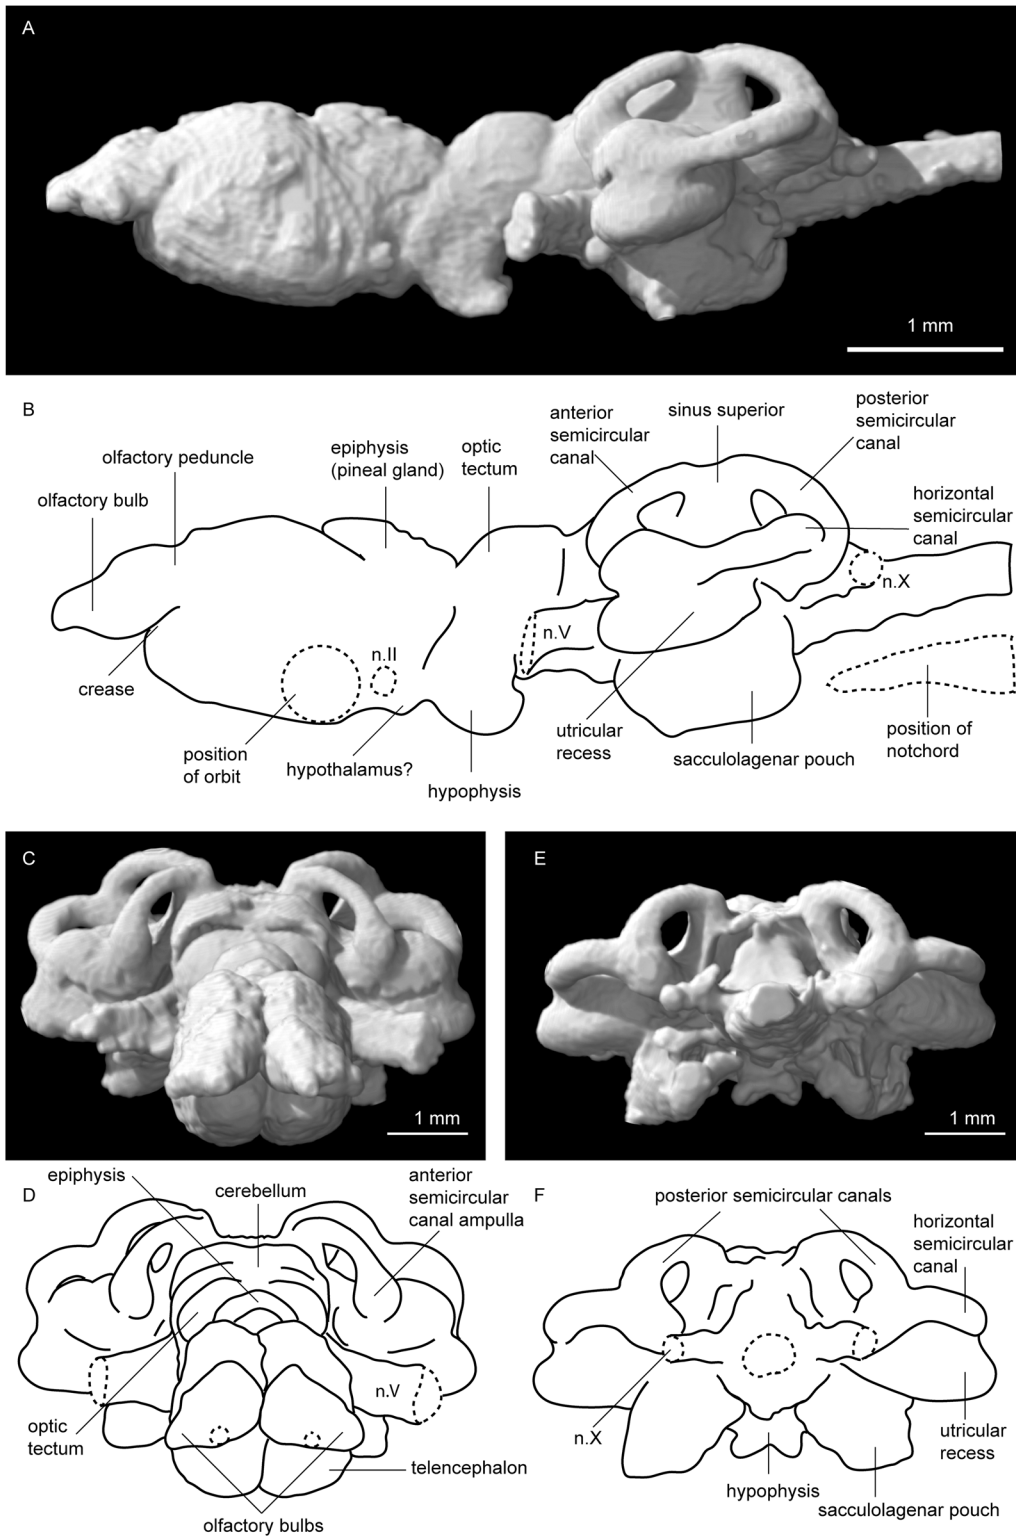 A
1 mm
B
olfactory bulb
olfactory peduncle
epiphysis
(pineal gland)
optic
tectum
anterior
semicircular
canal
sinus superior
posterior
semicircular
canal
horizontal
semicircular
canal
n.X
n.V
n.II
crease
position
of orbit
hypothalamus?
hypophysis
utricular
recess
sacculolagenar pouch
position of
notchord
C
1 mm
E
1 mm
D
epiphysis
cerebellum
anterior
semicircular
canal ampulla
n.V
optic
tectum
telencephalon
olfactory bulbs
F
posterior semicircular canals
horizontal
semicircular
canal
n.X
hypophysis
utricular
recess
sacculolagenar pouch